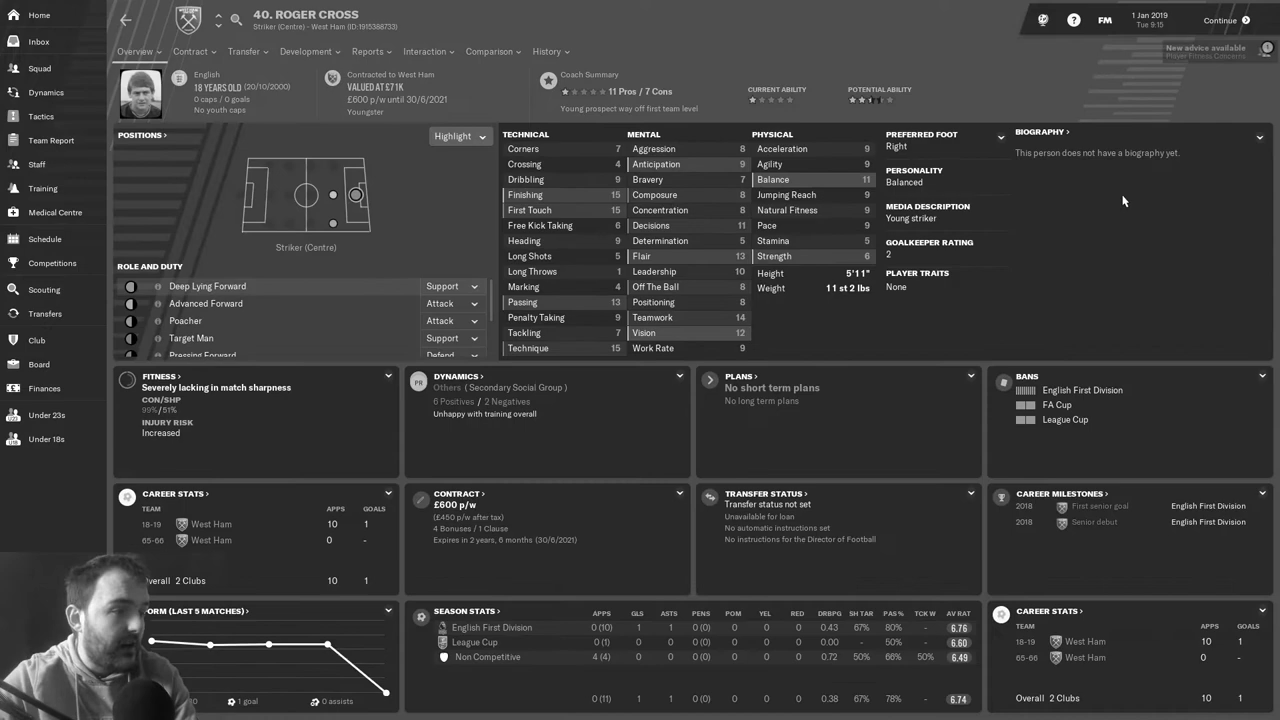 Home
Inbox
Squad
Dynamics
Tactics
Team Report
Staff
Training
Medical Centre
Schedule
Competitions
Scouting
Transfers
Club
Board
Finances
Under 23s
Under 18s
40. ROGER CROSS
Striker (Centre) - West Ham (ID:1915388733)
FM
1 Jan 2019
Tue 9:15
Continue
Overview Contract Transfer Development Reports Interaction Comparison History
New advice available
Player Fitness Concerns
English
18 YEARS OLD (20/10/2000)
0 caps / 0 goals
No youth caps
Contracted to West Ham
VALUED AT £71K
£600 p/w until 30/6/2021
Youngster
Coach Summary
11 Pros / 7 Cons
Young prospect way off first team level
CURRENT ABILITY
POTENTIAL ABILITY
POSITIONS
Highlight
Striker (Centre)
ROLE AND DUTY
Deep Lying Forward Support
Advanced Forward Attack
Poacher Attack
Target Man Support
Pressing Forward Defend
TECHNICAL
Corners 7
Crossing 4
Dribbling 9
Finishing 15
First Touch 15
Free Kick Taking 6
Heading 9
Long Shots 5
Long Throws 1
Marking 4
Passing 13
Penalty Taking 9
Tackling 7
Technique 15
MENTAL
Aggression 8
Anticipation 9
Bravery 7
Composure 8
Concentration 8
Decisions 11
Determination 5
Flair 13
Leadership 10
Off The Ball 8
Positioning 8
Teamwork 14
Vision 12
Work Rate 9
PHYSICAL
Acceleration 9
Agility 9
Balance 11
Jumping Reach 9
Natural Fitness 9
Pace 9
Stamina 5
Strength 6
Height 5'11"
Weight 11 st 2 lbs
PREFERRED FOOT
Right
PERSONALITY
Balanced
MEDIA DESCRIPTION
Young striker
GOALKEEPER RATING
2
PLAYER TRAITS
None
BIOGRAPHY
This person does not have a biography yet.
FITNESS
Severely lacking in match sharpness
CON/SHP
99%/51%
INJURY RISK
Increased
PR
DYNAMICS
Others ( Secondary Social Group )
6 Positives / 2 Negatives
Unhappy with training overall
PLANS
No short term plans
No long term plans
BANS
English First Division
FA Cup
League Cup
CAREER STATS
TEAM APPS GOALS
18-19 West Ham 10 1
65-66 West Ham 0 -
Overall 2 Clubs 10 1
CONTRACT
£600 p/w
(£450 p/w after tax)
4 Bonuses / 1 Clause
Expires in 2 years, 6 months (30/6/2021)
TRANSFER STATUS
Transfer status not set
Unavailable for loan
No automatic instructions set
No instructions for the Director of Football
CAREER MILESTONES
2018 First senior goal English First Division
2018 Senior debut English First Division
ORM (LAST 5 MATCHES)
10 1 goal 0 assists
SEASON STATS APPS GLS ASTS PENS POM YEL RED DRBPG SH TAR PAS % TCK W AV RAT
English First Division 0 (10) 1 1 0 (0) 0 0 0 0.43 67% 80% - 6.76
League Cup 0 (1) 0 0 0 (0) 0 0 0 0.00 - 50% - 6.60
Non Competitive 4 (4) 0 0 0 (0) 0 0 0 0.72 50% 66% 50% 6.49
0 (11) 1 1 0 (0) 0 0 0 0.38 67% 78% - 6.74
CAREER STATS
TEAM APPS GOALS
18-19 West Ham 10 1
65-66 West Ham 0 -
Overall 2 Clubs 10 1